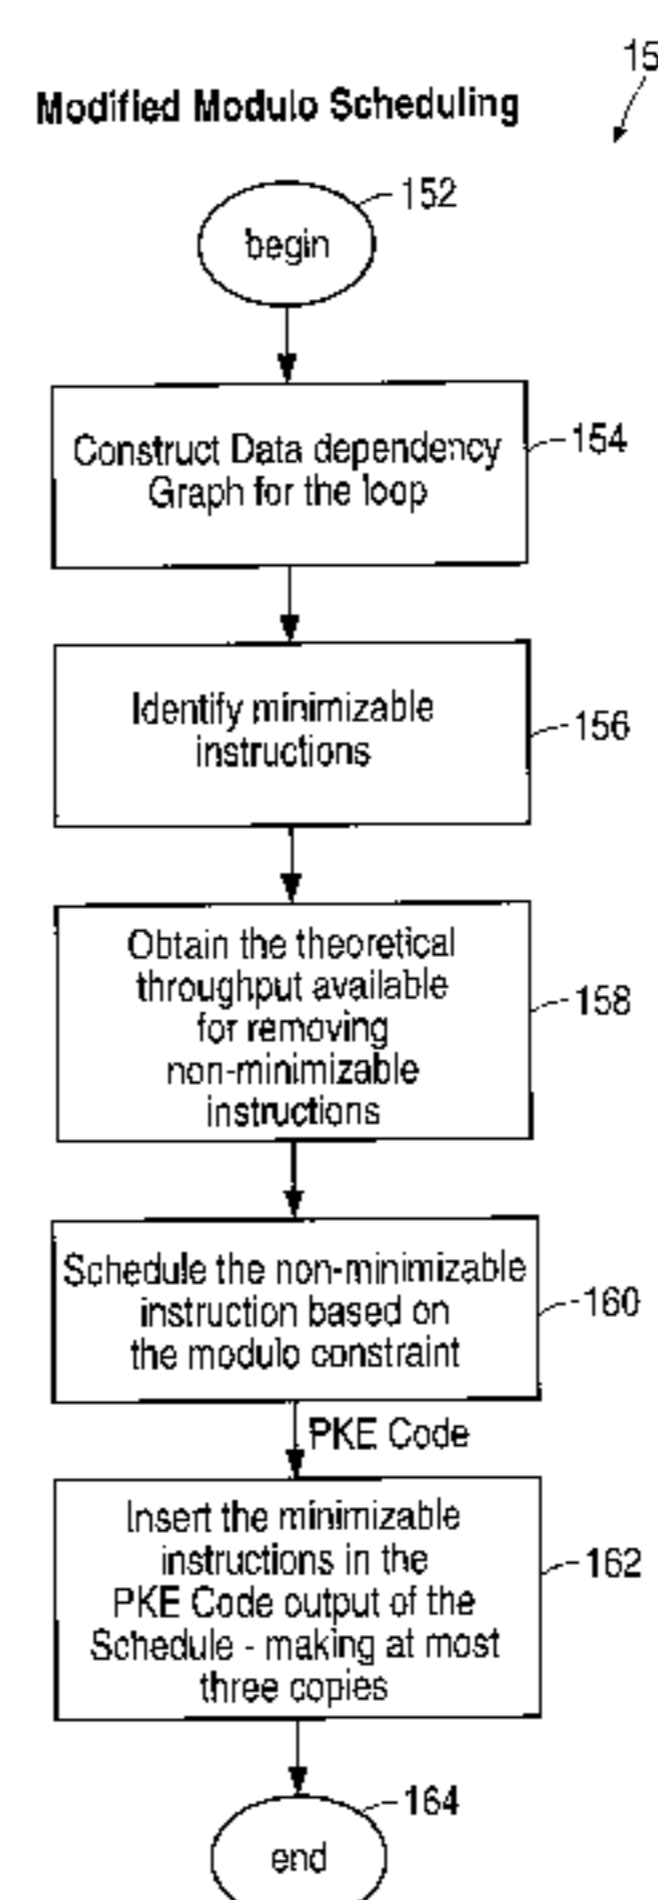 15
Modified Modulo Scheduling
152
begin
Construct Data dependency
Graph for the loop
154
Identify minimizable
instructions
156
Obtain the theoretical
throughput available
for removing
non-minimizable
instructions
158
Schedule the non-minimizable
instruction based on
the modulo constraint
160
PKE Code
Insert the minimizable
instructions in the
PKE Code output of the
Schedule - making at most
three copies
162
164
end